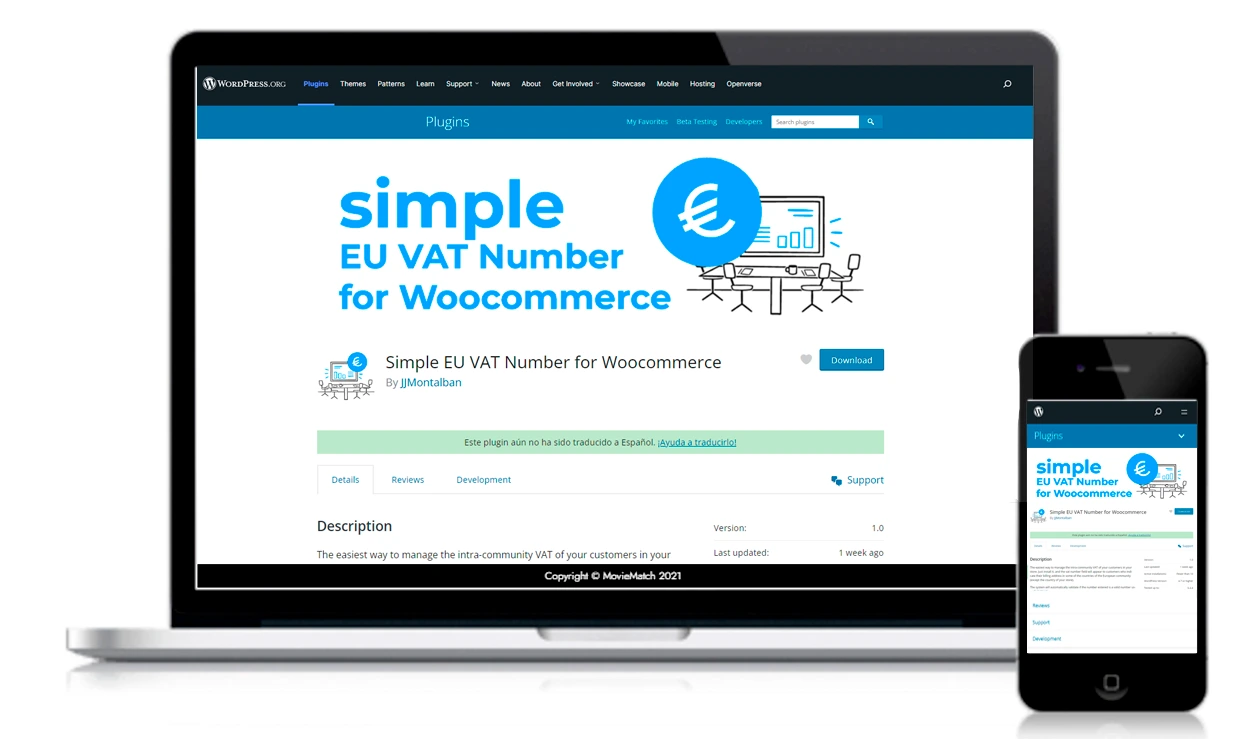 WORDPRESS.ORG Plugins Themes Patterns Learn Support News About Get Involved Showcase Mobile Hosting Openverse
Plugins My Favorites Beta Testing Developers Search plugins
simple
EU VAT Number
for Woocommerce
Simple EU VAT Number for Woocommerce Download
By JJMontalban
Este plugin aún no ha sido traducido a Español. ¡Ayuda a traducirlo!
Details Reviews Development Support
Description
Version: 1.0
The easiest way to manage the intra-community VAT of your customers in your
Last updated: 1 week ago
Copyright © MovieMatch 2021
Plugins
simple
EU VAT Number
for Woocommerce
Simple EU VAT Number for Woocommerce
By JJMontalban
Description
Reviews
Support
Development